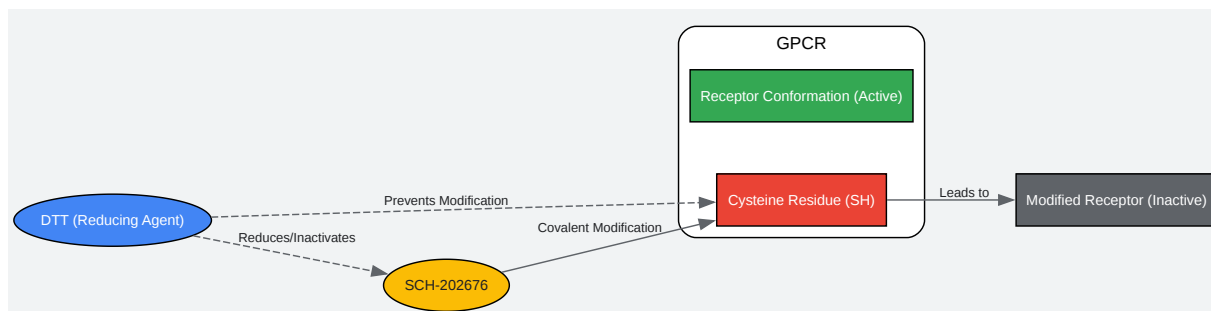 GPCR
Receptor Conformation (Active)
Prevents Modification
Cysteine Residue (SH)
Leads to
Modified Receptor (Inactive)
DTT (Reducing Agent)
Reduces/Inactivates
Covalent Modification
SCH-202676